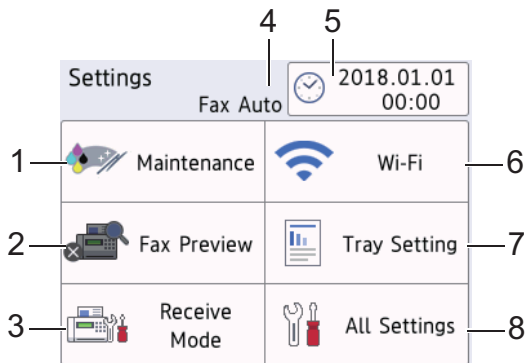 4 5
Settings
2018.01.01
Fax Auto
00:00
1 Maintenance
Wi-Fi 6
2 Fax Preview
Tray Setting 7
3 Receive
Mode
All Settings 8